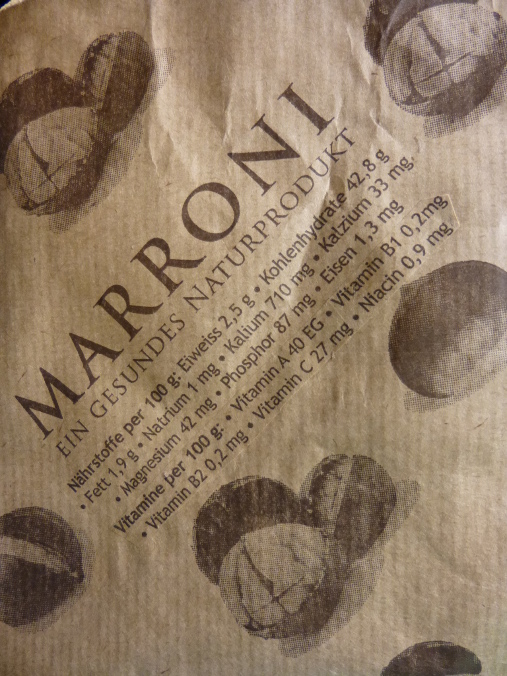 MARRONI
EIN GESUNDES NATURPRODUKT
Nährstoffe per 100 g: Eiweiss 2,5 g • Kohlenhydrate 42,8 g
• Fett 1,9 g • Natrium 1 mg • Kalium 710 mg • Kalzium 33 mg
• Magnesium 42 mg • Phosphor 87 mg • Eisen 1,3 mg
Vitamine per 100 g: • Vitamin A 40 EG • Vitamin B1 0,2mg
• Vitamin B2 0,2 mg • Vitamin C 27 mg • Niacin 0,9 mg